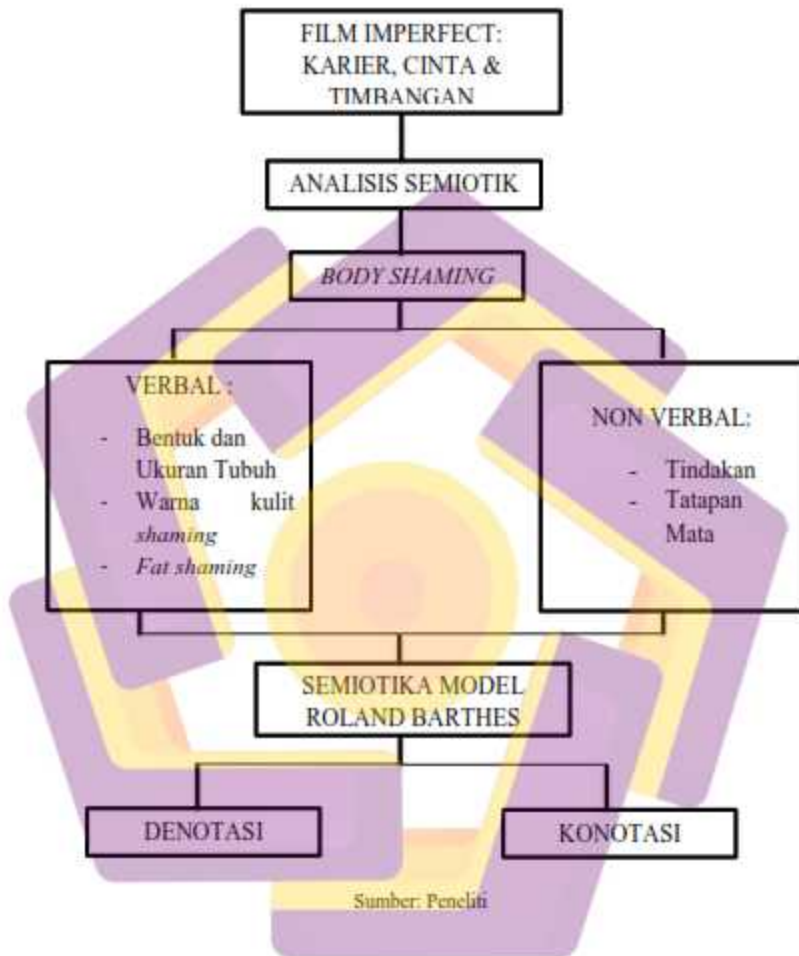 FILM IMPERFECT:
KARIER, CINTA &
TIMBANGAN
ANALISIS SEMIOTIK
BODY SHAMING
VERBAL :
- Bentuk dan
Ukuran Tubuh
- Warna kulit
shaming
- Fat shaming
NON VERBAL:
- Tindakan
- Tatapan
Mata
SEMIOTIKA MODEL
ROLAND BARTHES
DENOTASI
KONOTASI
Sumber: Peneliti